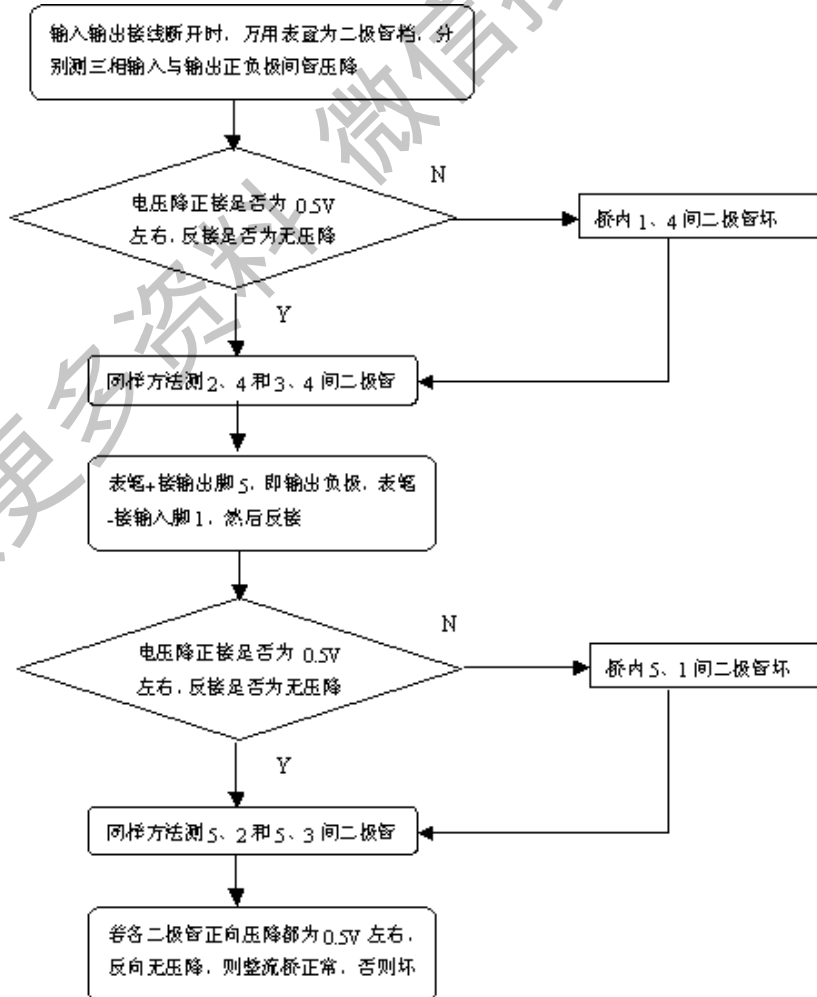 输入输出接线断开时，万用表置为二极管档，分
别测三相输入与输出正负极间管压降
电压降正接是否为 0.5V
左右，反接是否为无压降
N
桥内 1、4 间二极管坏
Y
同样方法测 2、4 和 3、4 间二极管
表笔+接输出脚 5，即输出负极，表笔
-接输入脚 1，然后反接
电压降正接是否为 0.5V
左右，反接是否为无压降
N
桥内 5、1 间二极管坏
Y
同样方法测 5、2 和 5、3 间二极管
若各二极管正向压降都为 0.5V 左右，
反向无压降，则整流桥正常，否则坏
更多资料 微信